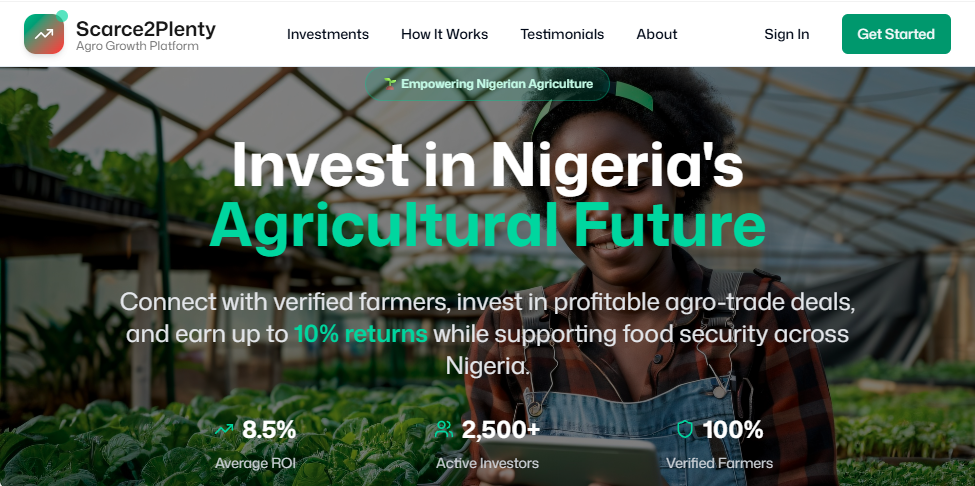 Scarce2Plenty
Agro Growth Platform
Investments How It Works Testimonials About Sign In Get Started
Empowering Nigerian Agriculture
Invest in Nigeria's
Agricultural Future
Connect with verified farmers, invest in profitable agro-trade deals,
and earn up to 10% returns while supporting food security across
Nigeria.
8.5% 2,500+ 100%
Average ROI Active Investors Verified Farmers